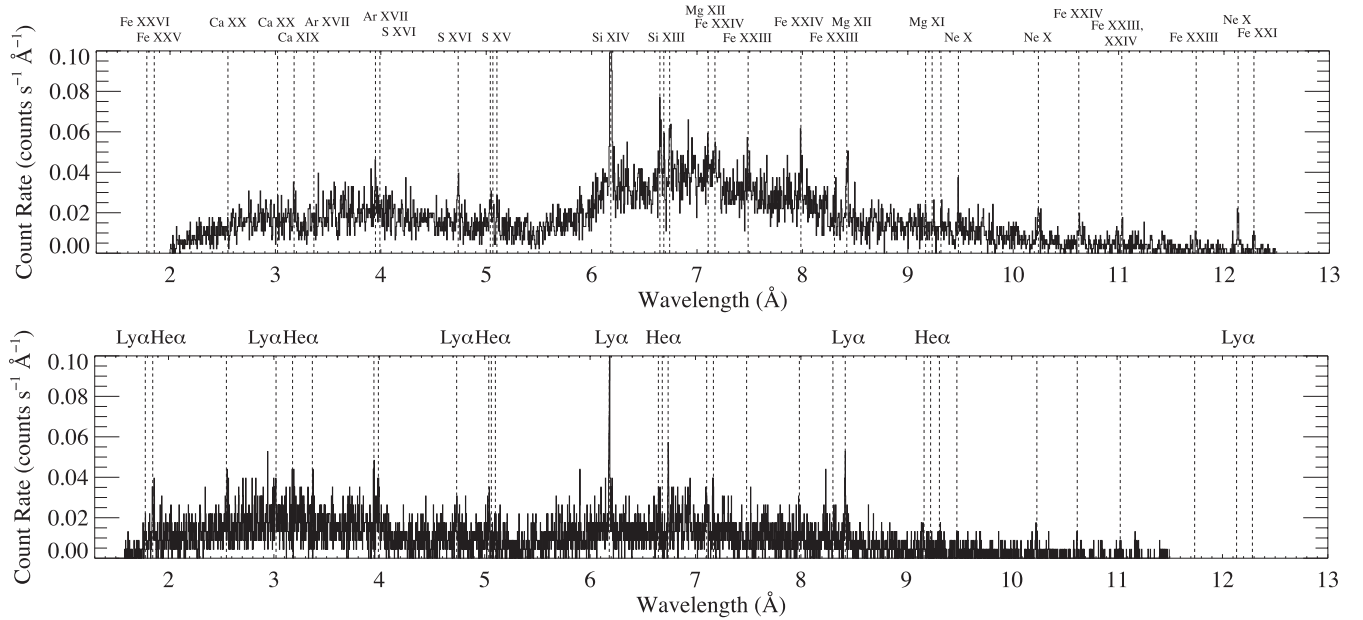 Mg XII Fe XXIV Ne X
Fe XXVI Ca XX Ca XX Ar XVII Ar XVII Fe XXIV Fe XXIV Mg XII Mg XI Fe XXIII, Fe XXI
Fe XXV Ca XIX S XVI S XVI S XV Si XIV Si XIII Fe XXIII Fe XXIII Ne X Ne X XXIV Fe XXIII
Count Rate (counts s⁻¹ Å⁻¹)
0.10
0.08
0.06
0.04
0.02
0.00
2 3 4 5 6 7 8 9 10 11 12 13
Wavelength (Å)
Lyα Heα Lyα Heα Lyα Heα Lyα Heα Lyα Heα Lyα
Count Rate (counts s⁻¹ Å⁻¹)
0.10
0.08
0.06
0.04
0.02
0.00
2 3 4 5 6 7 8 9 10 11 12 13
Wavelength (Å)